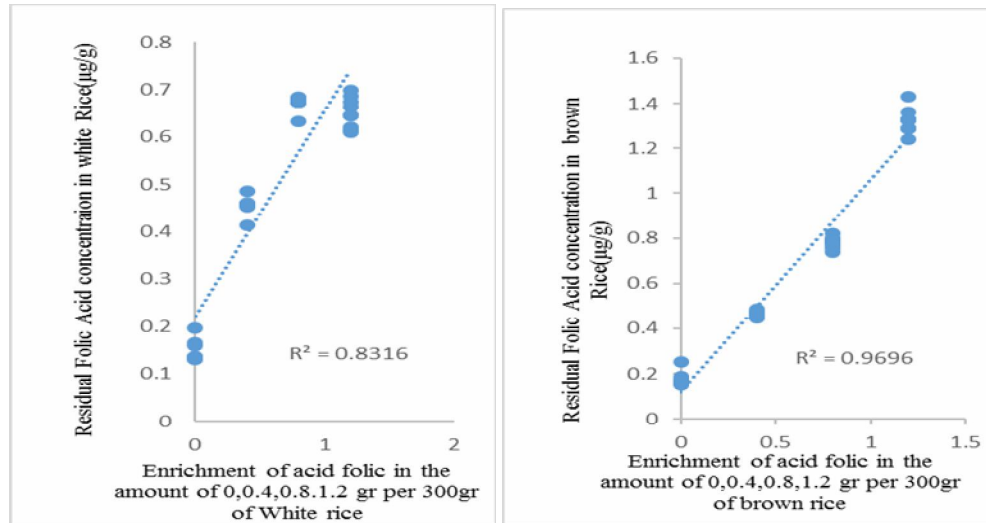 Residual Folic Acid concentraion in white Rice(µg/g)
0.8
0.7
0.6
0.5
0.4
0.3
0.2
0.1
0
R² = 0.8316
0 1 2
Enrichment of acid folic in the
amount of 0,0.4,0.8.1.2 gr per 300gr
of White rice
Residual Folic Acid concentration in brown
Rice(µg/g)
1.6
1.4
1.2
1
0.8
0.6
0.4
0.2
0
R² = 0.9696
0 0.5 1 1.5
Enrichment of acid folic in the
amount of 0,0.4,0.8,1.2 gr per 300gr
of brown rice